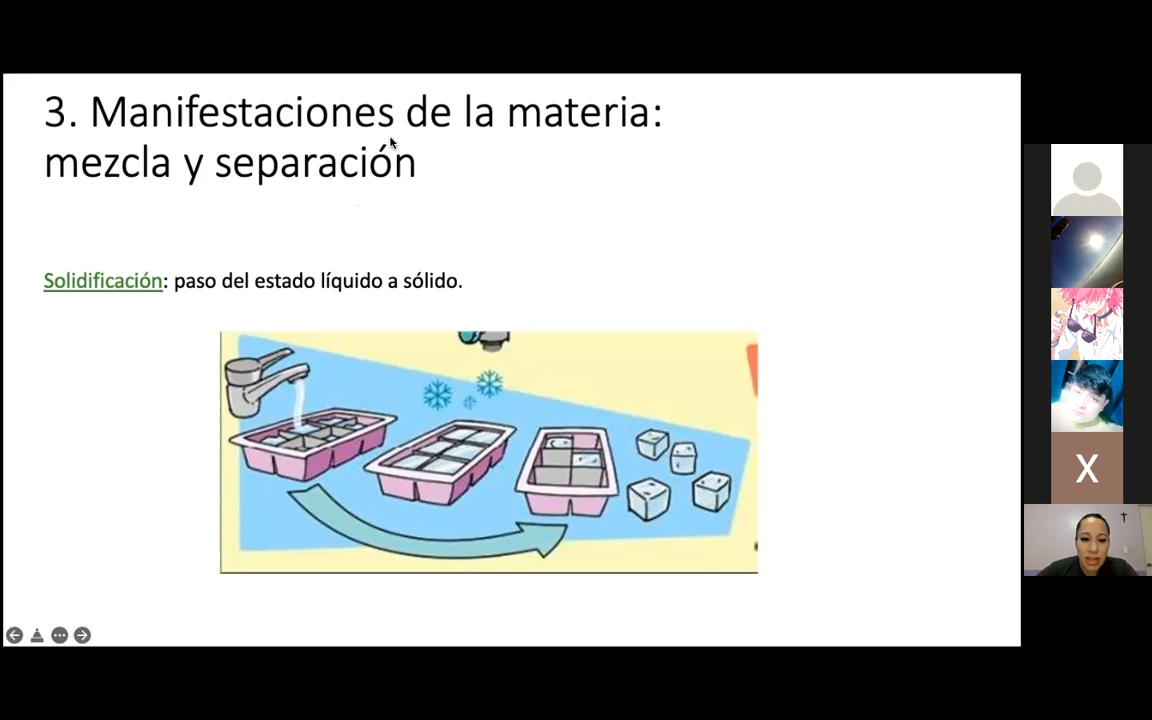 3. Manifestaciones de la materia:
mezcla y separación
Solidificación: paso del estado líquido a sólido.
X